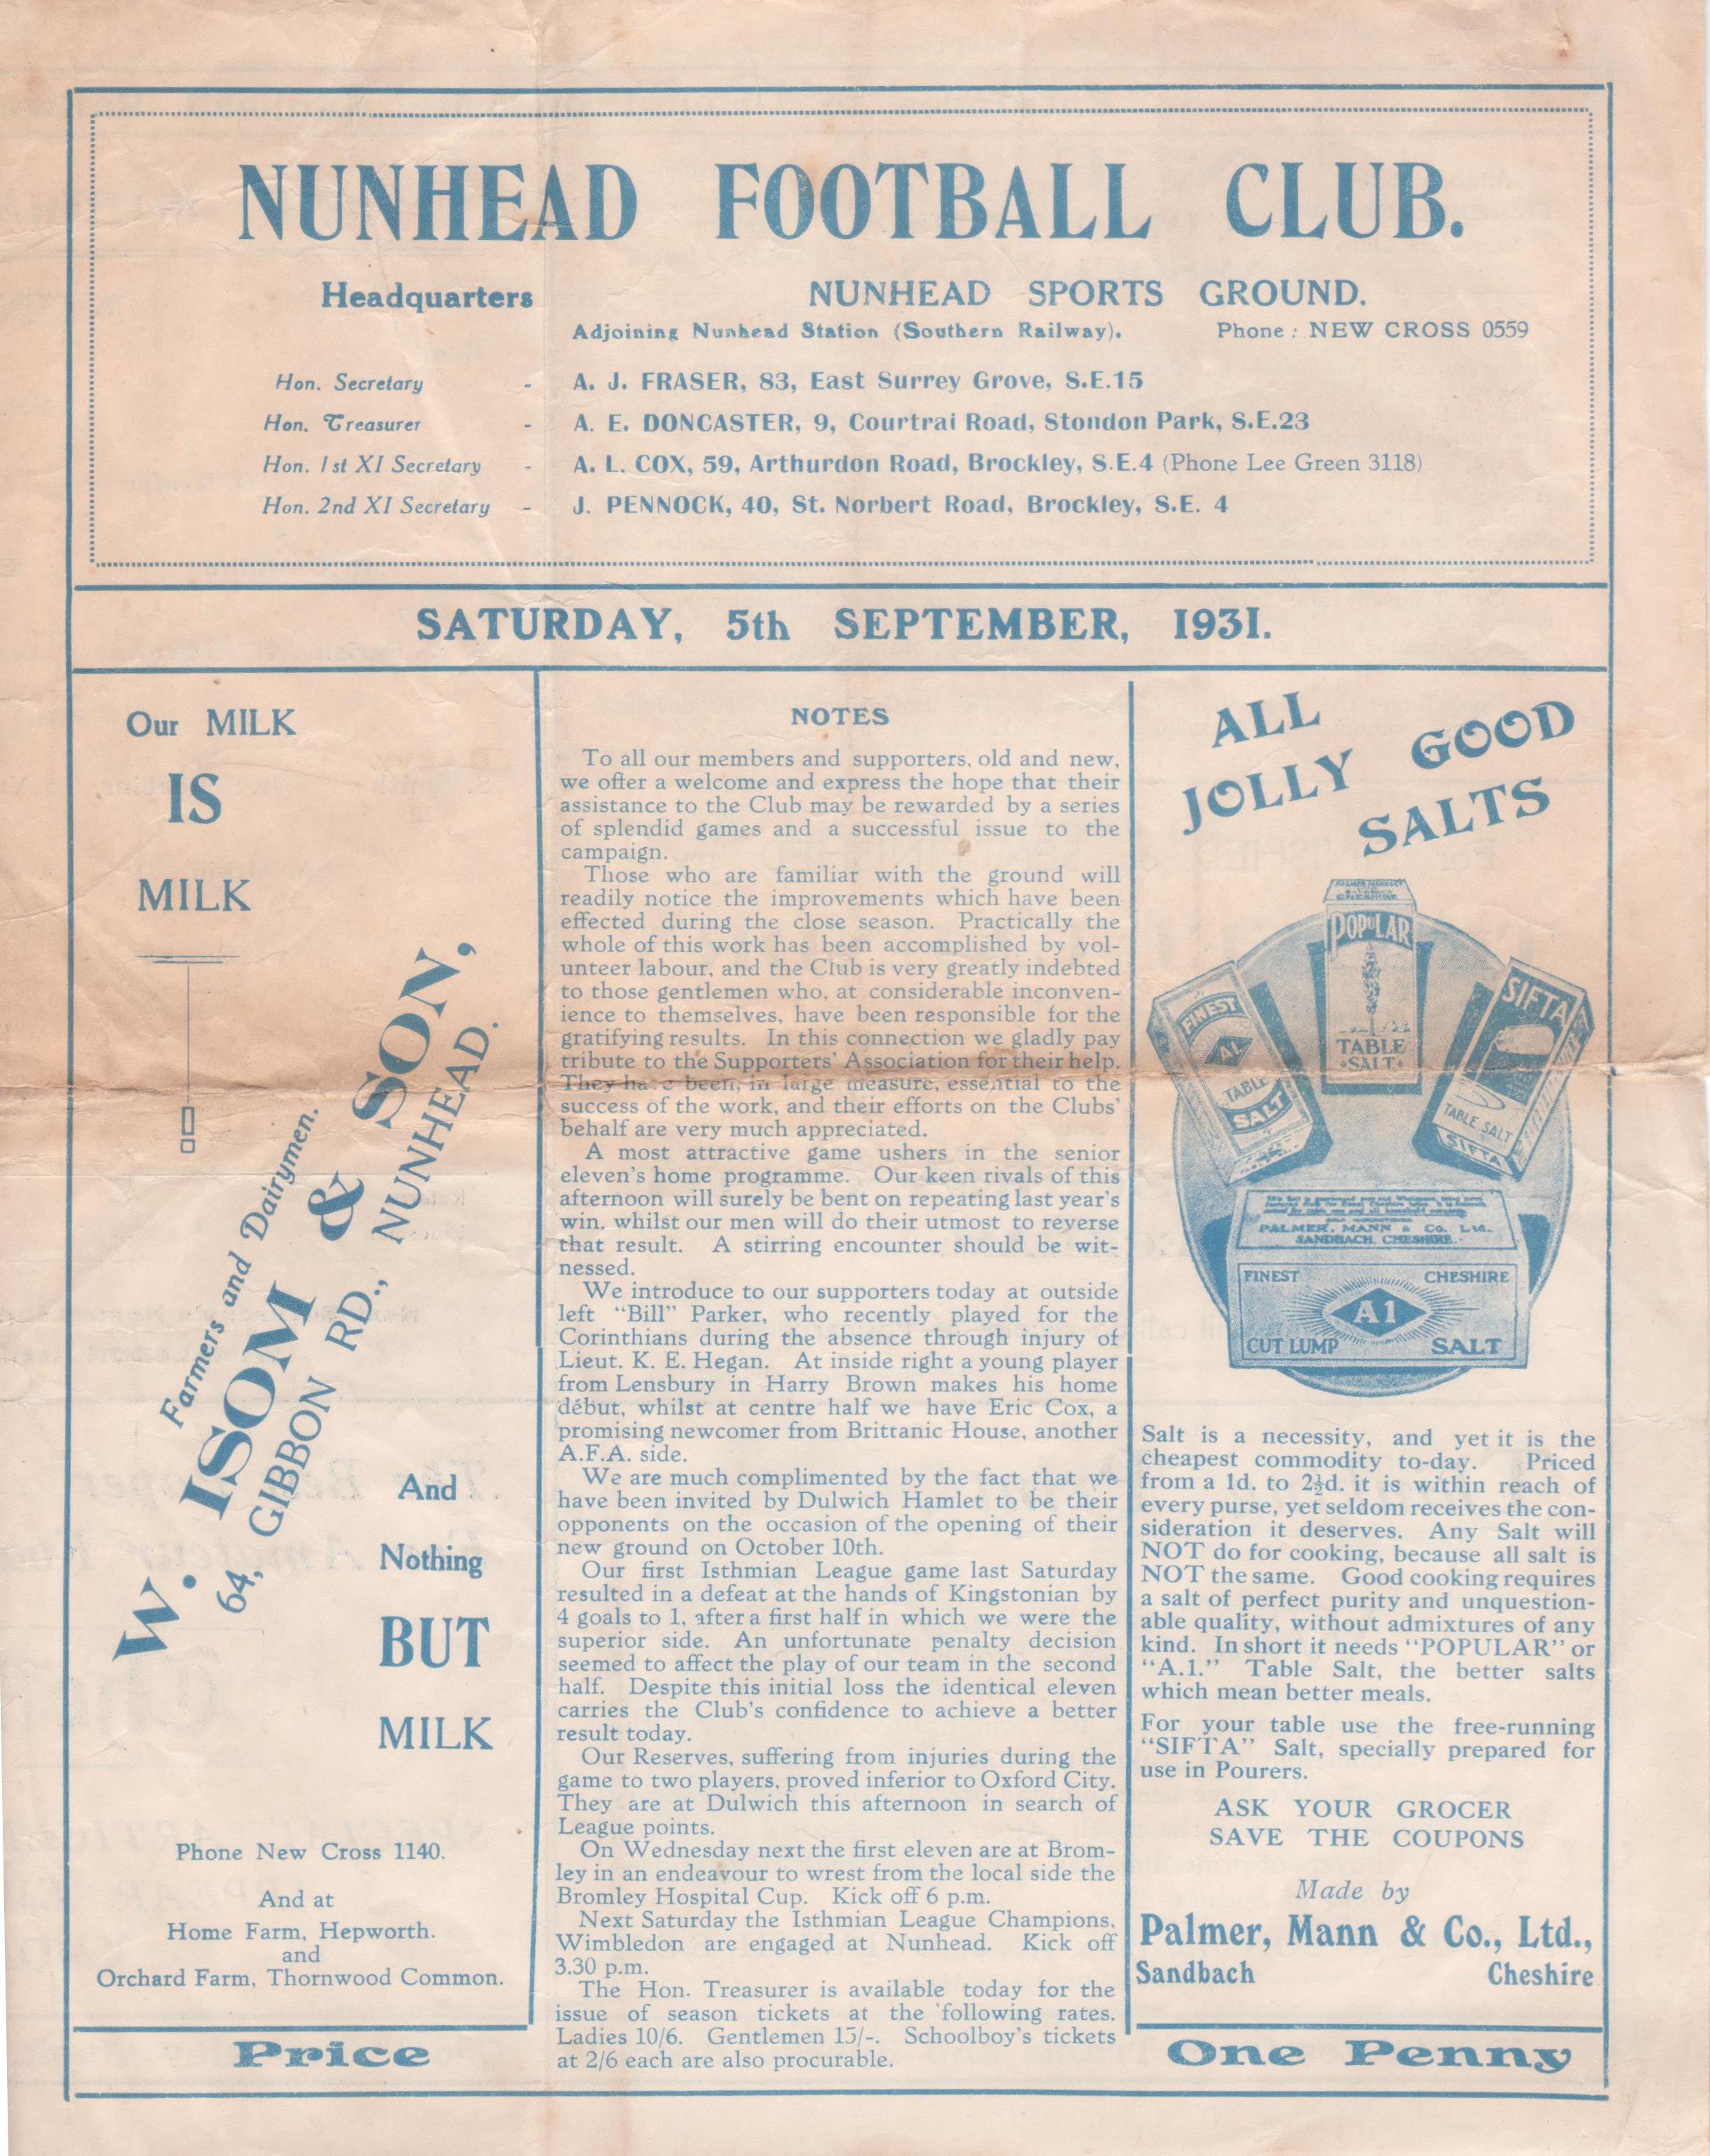 NUNHEAD FOOTBALL CLUB.
Headquarters
NUNHEAD SPORTS GROUND.
Adjoining Nunhead Station (Southern Railway). Phone : NEW CROSS 0559
Hon. Secretary - A. J. FRASER, 83, East Surrey Grove, S.E.15
Hon. Treasurer - A. E. DONCASTER, 9, Courtrai Road, Stondon Park, S.E.23
Hon. 1st XI Secretary - A. L. COX, 59, Arthurdon Road, Brockley, S.E.4 (Phone Lee Green 3118)
Hon. 2nd XI Secretary - J. PENNOCK, 40, St. Norbert Road, Brockley, S.E. 4
SATURDAY, 5th SEPTEMBER, 1931.
Our MILK
IS
MILK
Farmers and Dairymen.
W. ISOM & SON,
64, GIBBON RD., NUNHEAD.
And
Nothing
BUT
MILK
Phone New Cross 1140.
And at
Home Farm, Hepworth.
and
Orchard Farm, Thornwood Common.
Price
NOTES
To all our members and supporters, old and new,
we offer a welcome and express the hope that their
assistance to the Club may be rewarded by a series
of splendid games and a successful issue to the
campaign.
Those who are familiar with the ground will
readily notice the improvements which have been
effected during the close season. Practically the
whole of this work has been accomplished by vol-
unteer labour, and the Club is very greatly indebted
to those gentlemen who, at considerable inconven-
ience to themselves, have been responsible for the
gratifying results. In this connection we gladly pay
tribute to the Supporters' Association for their help.
They have been, in large measure, essential to the
success of the work, and their efforts on the Clubs'
behalf are very much appreciated.
A most attractive game ushers in the senior
eleven's home programme. Our keen rivals of this
afternoon will surely be bent on repeating last year's
win, whilst our men will do their utmost to reverse
that result. A stirring encounter should be wit-
nessed.
We introduce to our supporters today at outside
left "Bill" Parker, who recently played for the
Corinthians during the absence through injury of
Lieut. K. E. Hegan. At inside right a young player
from Lensbury in Harry Brown makes his home
début, whilst at centre half we have Eric Cox, a
promising newcomer from Brittanic House, another
A.F.A. side.
We are much complimented by the fact that we
have been invited by Dulwich Hamlet to be their
opponents on the occasion of the opening of their
new ground on October 10th.
Our first Isthmian League game last Saturday
resulted in a defeat at the hands of Kingstonian by
4 goals to 1, after a first half in which we were the
superior side. An unfortunate penalty decision
seemed to affect the play of our team in the second
half. Despite this initial loss the identical eleven
carries the Club's confidence to achieve a better
result today.
Our Reserves, suffering from injuries during the
game to two players, proved inferior to Oxford City.
They are at Dulwich this afternoon in search of
League points.
On Wednesday next the first eleven are at Brom-
ley in an endeavour to wrest from the local side the
Bromley Hospital Cup. Kick off 6 p.m.
Next Saturday the Isthmian League Champions,
Wimbledon are engaged at Nunhead. Kick off
3.30 p.m.
The Hon. Treasurer is available today for the
issue of season tickets at the following rates.
Ladies 10/6. Gentlemen 15/-. Schoolboy's tickets
at 2/6 each are also procurable.
ALL
JOLLY GOOD
SALTS
POPULAR
TABLE
SALT
FINEST
A1
TABLE
SALT
SIFTA
TABLE SALT
SIFTA
PALMER, MANN & Co. Ltd.
SANDBACH, CHESHIRE.
FINEST CHESHIRE
A1
CUT LUMP SALT
Salt is a necessity, and yet it is the
cheapest commodity to-day. Priced
from a 1d. to 2½d. it is within reach of
every purse, yet seldom receives the con-
sideration it deserves. Any Salt will
NOT do for cooking, because all salt is
NOT the same. Good cooking requires
a salt of perfect purity and unquestion-
able quality, without admixtures of any
kind. In short it needs "POPULAR" or
"A.1." Table Salt, the better salts
which mean better meals.
For your table use the free-running
"SIFTA" Salt, specially prepared for
use in Pourers.
ASK YOUR GROCER
SAVE THE COUPONS
Made by
Palmer, Mann & Co., Ltd.,
Sandbach Cheshire
One Penny